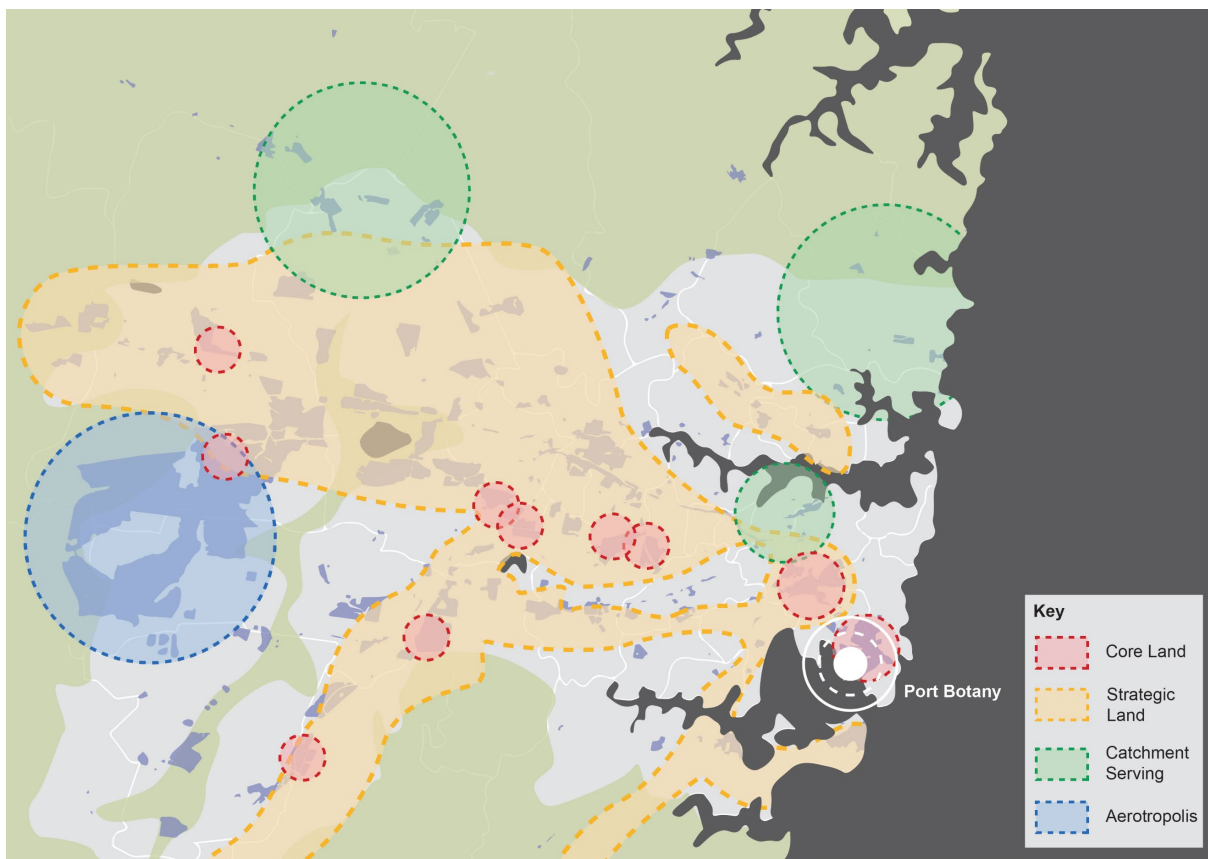 Port Botany
Key
Core Land
Strategic
Land
Catchment
Serving
Aerotropolis